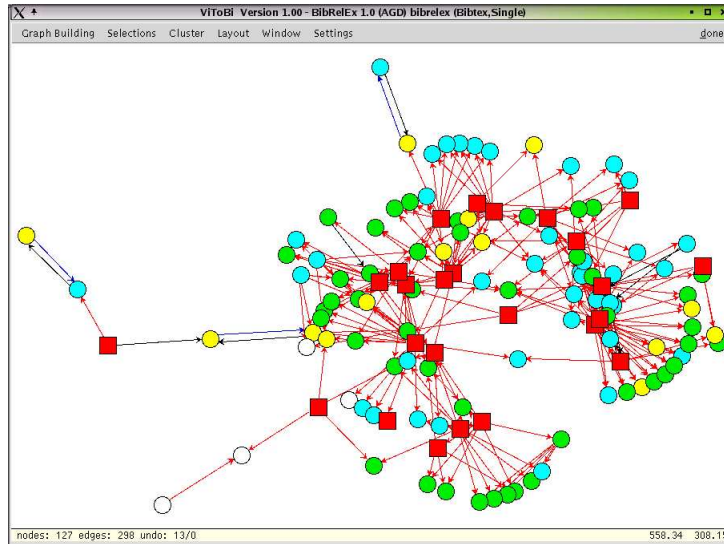 ViToBi Version 1.00 - BibRelEx 1.0 (AGD) bibrelex (Bibtex,Single)
Graph Building Selections Cluster Layout Window Settings done
nodes: 127 edges: 298 undo: 13/0 558.34 308.15